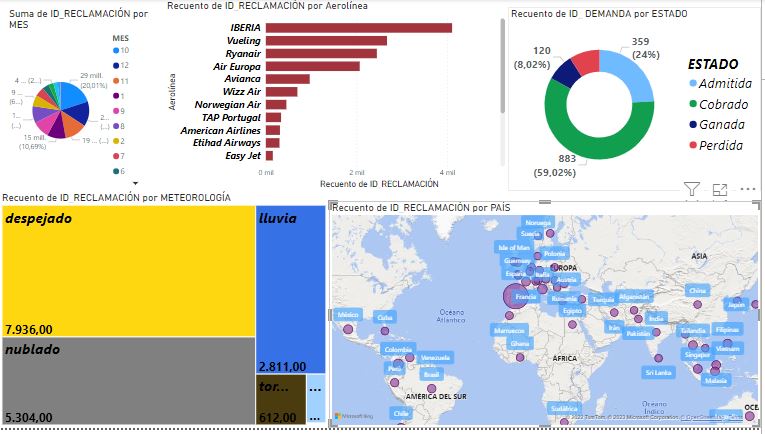 Suma de ID_RECLAMACIÓN por
MES
MES
10
12
11
1
9
8
2
7
6
29 mill.
(20,01%)
2... (...)
19 ... (...)
15 mill.
(10,69%)
1...
(...)
9 ...
(6...)
4 ... (2...)
Recuento de ID_RECLAMACIÓN por Aerolínea
Aerolínea
IBERIA
Vueling
Ryanair
Air Europa
Avianca
Wizz Air
Norwegian Air
TAP Portugal
American Airlines
Etihad Airways
Easy Jet
0 mil
2 mil
4 mil
Recuento de ID_RECLAMACIÓN
Recuento de ID_ DEMANDA por ESTADO
359
(24%)
120
(8,02%)
883
(59,02%)
ESTADO
Admitida
Cobrado
Ganada
Perdida
Recuento de ID_RECLAMACIÓN por METEOROLOGÍA
despejado
7.936,00
nublado
5.304,00
lluvia
2.811,00
tor...
612,00
...
...
Recuento de ID_RECLAMACIÓN por PAÍS
Noruega
Suecia
Isle of Man
Polonia
Guernsey
España
Italia
Austria
Francia
Rumanía
Turquía
Afganistán
China
Japón
ASIA
México
Cuba
Océano
Atlántico
Marruecos
Egipto
Irán
Pakistán
India
Tailandia
Filipinas
Ghana
Colombia
Venezuela
Perú
Brasil
ÁFRICA
Sri Lanka
Singapur
Vietnam
Malasia
AMÉRICA DEL SUR
Océano
Índico
Chile
Sudáfrica
Microsoft Bing
© 2023 TomTom, © 2023 Microsoft Corporation, © OpenStreetMap